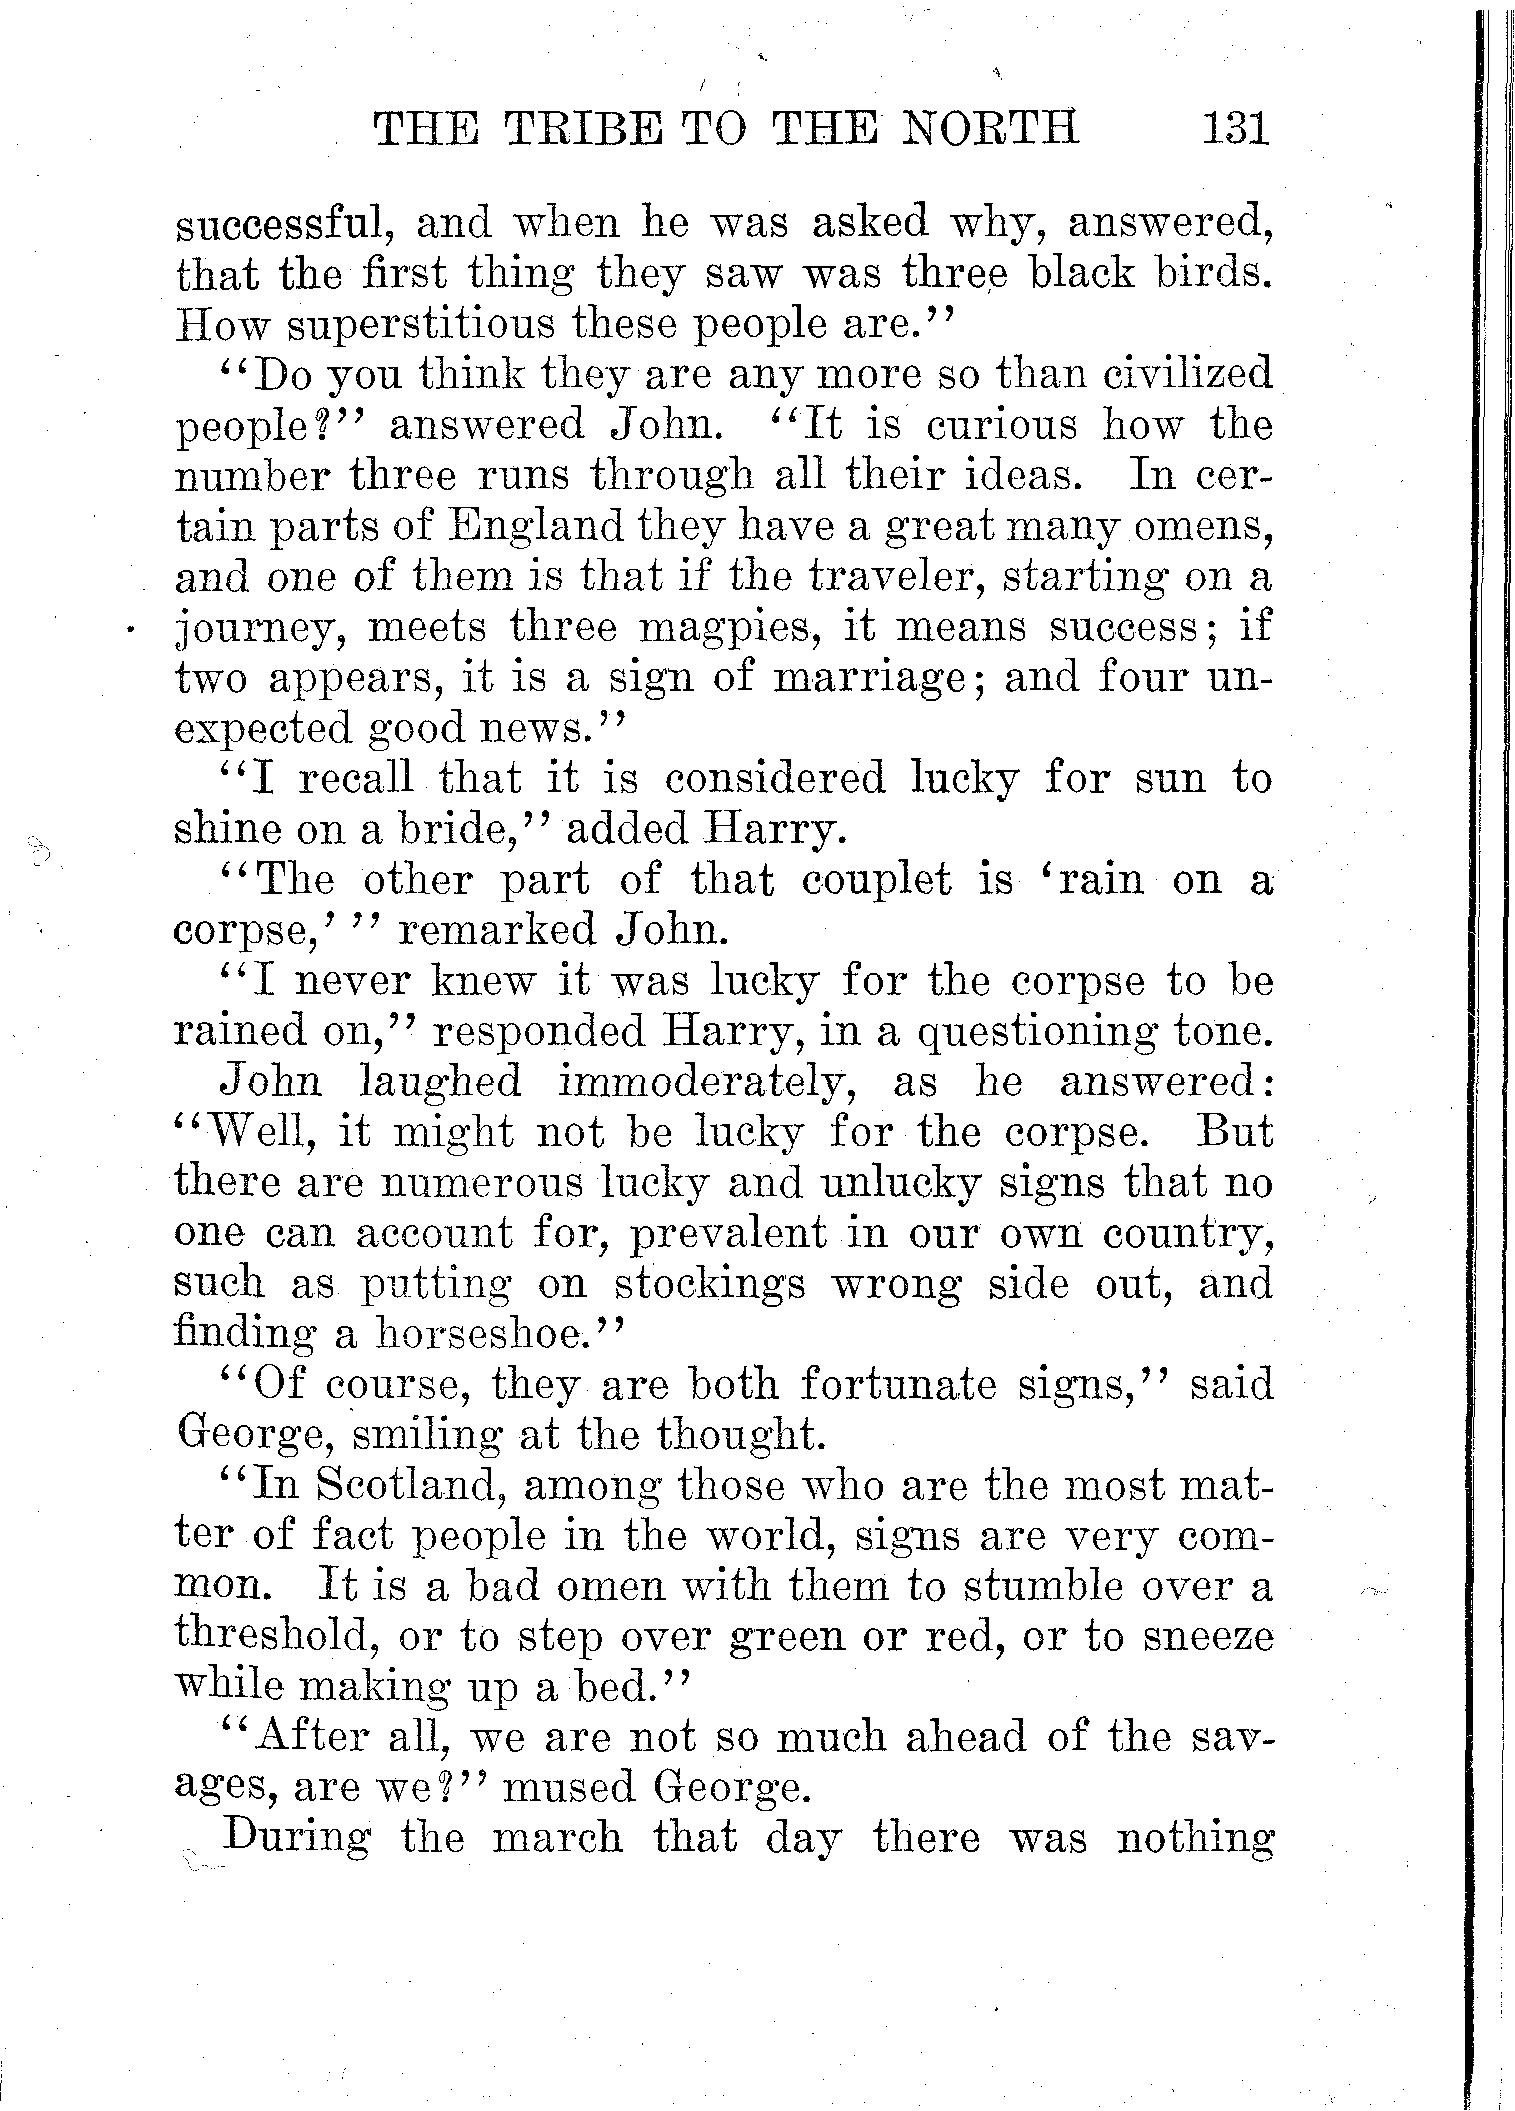 THE TRIBE TO THE NORTH 131
successful, and when he was asked why, answered,
that the first thing they saw was three black birds.
How superstitious these people are.''
``Do you think they are any more so than civilized
people?'' answered John. ``It is curious how the
number three runs through all their ideas. In cer-
tain parts of England they have a great many omens,
and one of them is that if the traveler, starting on a
journey, meets three magpies, it means success; if
two appears, it is a sign of marriage; and four un-
expected good news.''
``I recall that it is considered lucky for sun to
shine on a bride,'' added Harry.
``The other part of that couplet is `rain on a
corpse,' '' remarked John.
``I never knew it was lucky for the corpse to be
rained on,'' responded Harry, in a questioning tone.
John laughed immoderately, as he answered:
``Well, it might not be lucky for the corpse. But
there are numerous lucky and unlucky signs that no
one can account for, prevalent in our own country,
such as putting on stockings wrong side out, and
finding a horseshoe.''
``Of course, they are both fortunate signs,'' said
George, smiling at the thought.
``In Scotland, among those who are the most mat-
ter of fact people in the world, signs are very com-
mon. It is a bad omen with them to stumble over a
threshold, or to step over green or red, or to sneeze
while making up a bed.''
``After all, we are not so much ahead of the sav-
ages, are we?'' mused George.
During the march that day there was nothing